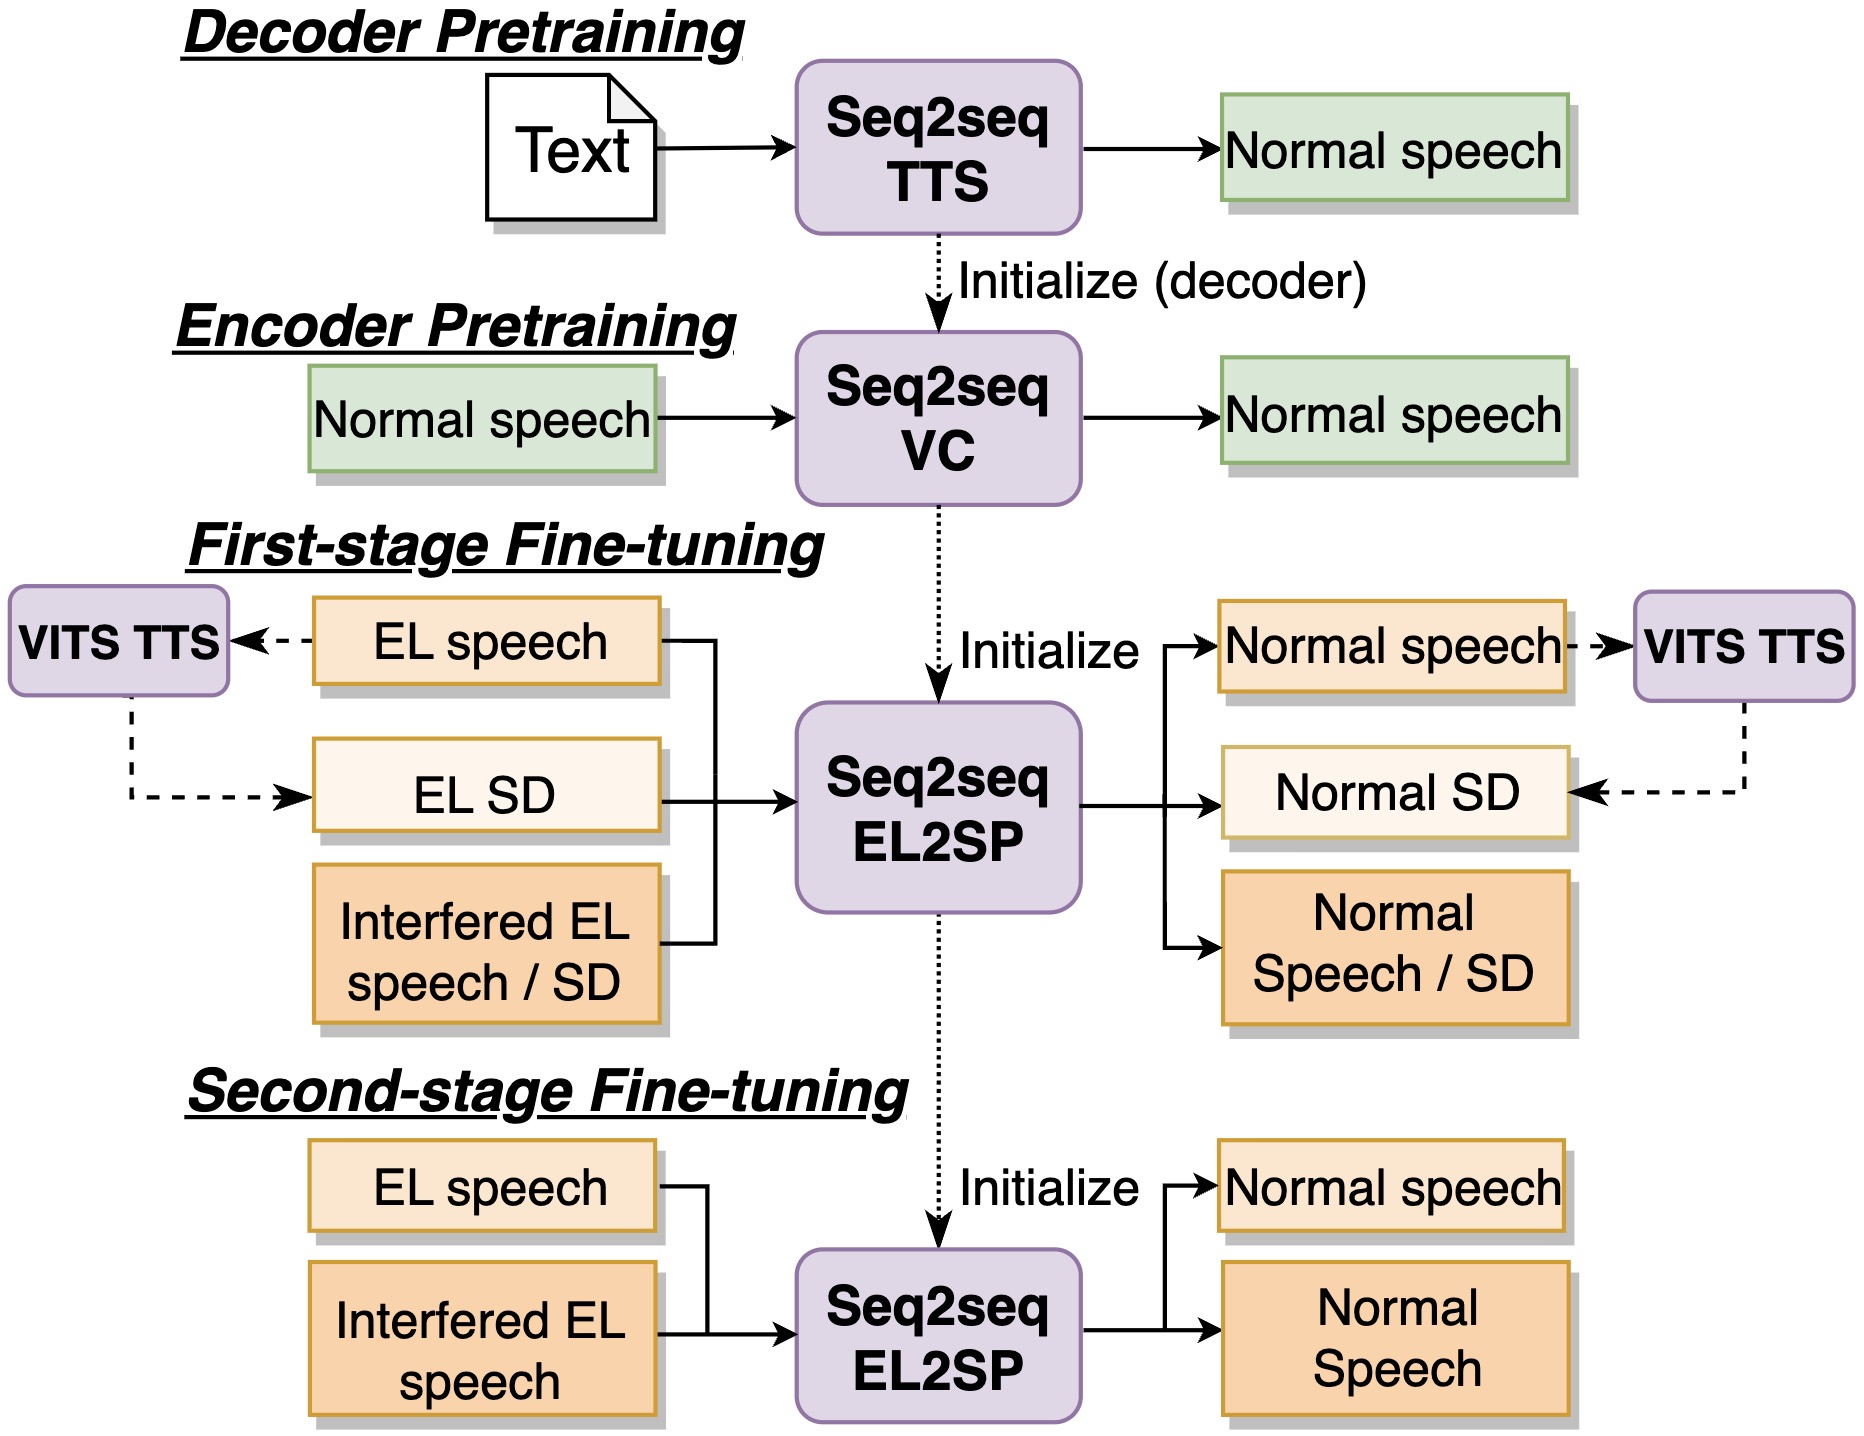 Decoder Pretraining
Text
Seq2seq
TTS
Normal speech
Initialize (decoder)
Encoder Pretraining
Normal speech
Seq2seq
VC
Normal speech
First-stage Fine-tuning
VITS TTS
EL speech
Initialize
Normal speech
VITS TTS
EL SD
Seq2seq
EL2SP
Normal SD
Interfered EL
speech / SD
Normal
Speech / SD
Second-stage Fine-tuning
EL speech
Initialize
Normal speech
Interfered EL
speech
Seq2seq
EL2SP
Normal
Speech